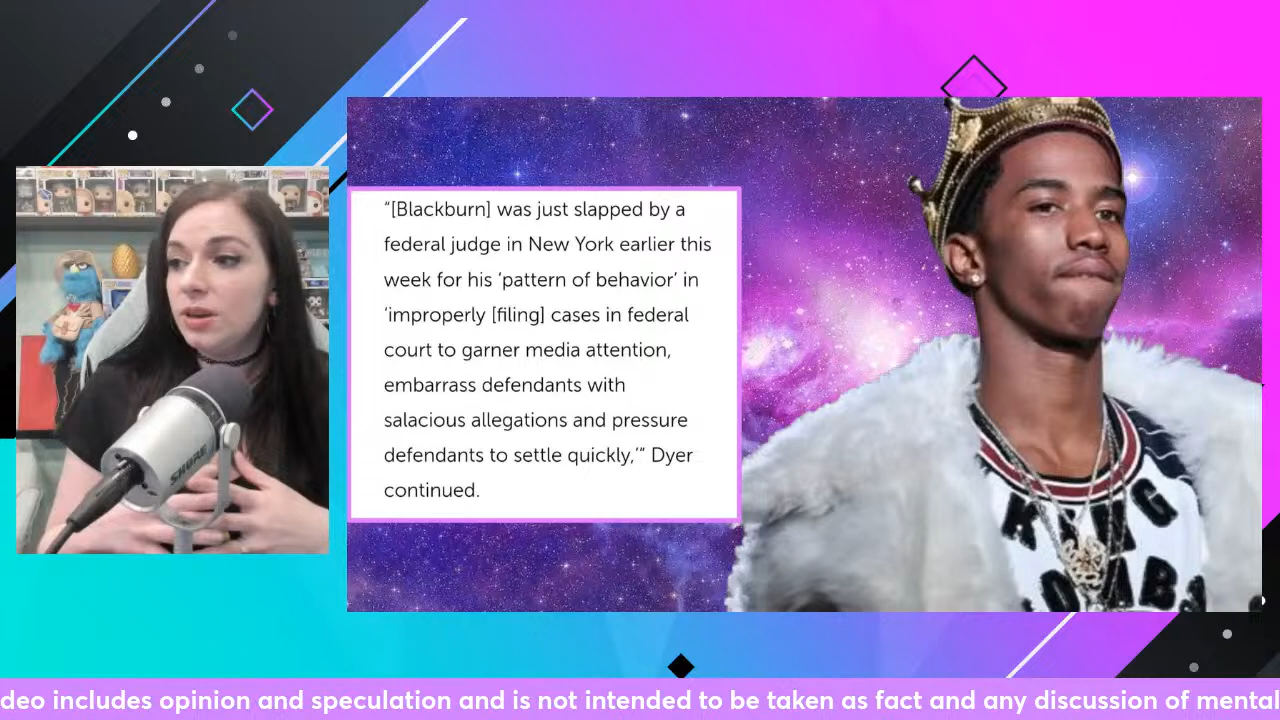 “[Blackburn] was just slapped by a
federal judge in New York earlier this
week for his ‘pattern of behavior’ in
‘improperly [filing] cases in federal
court to garner media attention,
embarrass defendants with
salacious allegations and pressure
defendants to settle quickly,’” Dyer
continued.
SHURE
KING
COMBS
deo includes opinion and speculation and is not intended to be taken as fact and any discussion of mental